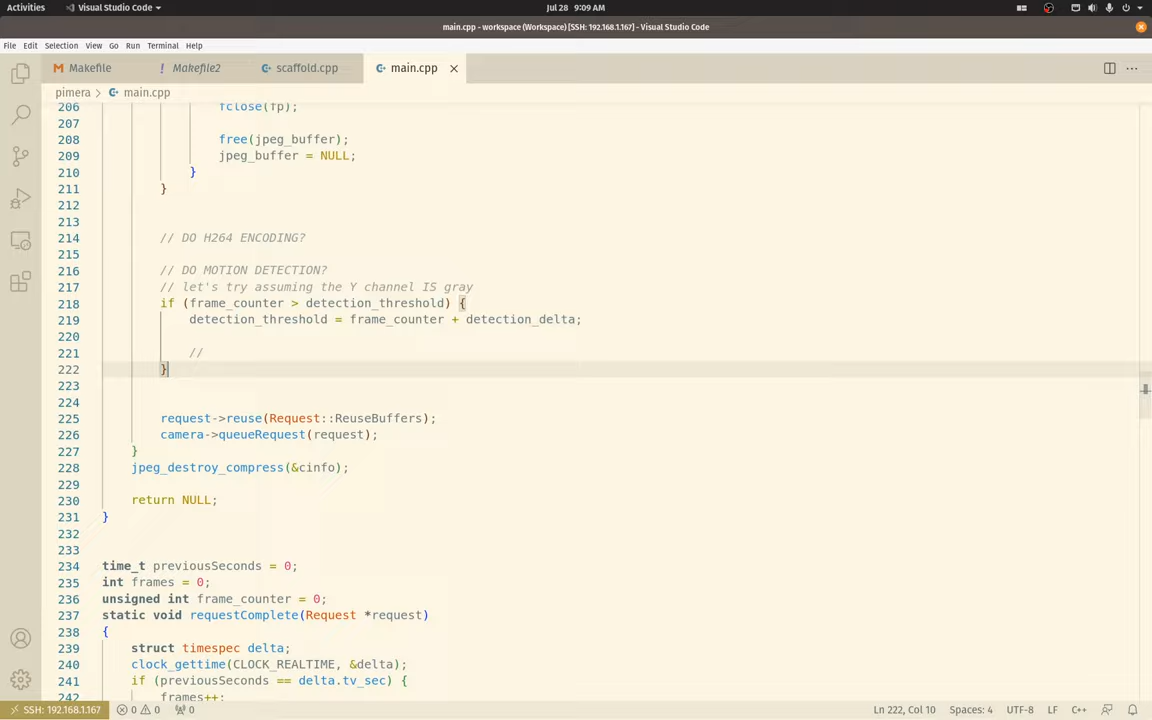 Activities Visual Studio Code Jul 28 9:09 AM
main.cpp - workspace (Workspace) [SSH: 192.168.1.167] - Visual Studio Code
File Edit Selection View Go Run Terminal Help
M Makefile ! Makefile2 scaffold.cpp main.cpp
pimera > main.cpp
206 fclose(fp);
207
208 free(jpeg_buffer);
209 jpeg_buffer = NULL;
210 }
211 }
212
213
214 // DO H264 ENCODING?
215
216 // DO MOTION DETECTION?
217 // let's try assuming the Y channel IS gray
218 if (frame_counter > detection_threshold) {
219 detection_threshold = frame_counter + detection_delta;
220
221 //
222 }
223
224
225 request->reuse(Request::ReuseBuffers);
226 camera->queueRequest(request);
227 }
228 jpeg_destroy_compress(&cinfo);
229
230 return NULL;
231 }
232
233
234 time_t previousSeconds = 0;
235 int frames = 0;
236 unsigned int frame_counter = 0;
237 static void requestComplete(Request *request)
238 {
239 struct timespec delta;
240 clock_gettime(CLOCK_REALTIME, &delta);
241 if (previousSeconds == delta.tv_sec) {
242 frames++;
SSH: 192.168.1.167 0 0 0 Ln 222, Col 10 Spaces: 4 UTF-8 LF C++